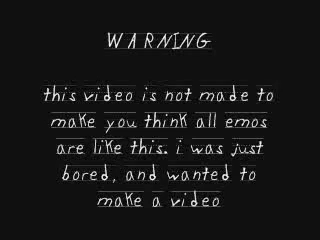 WARNING
this video is not made to
make you think all emos
are like this. i was just
bored, and wanted to
make a video